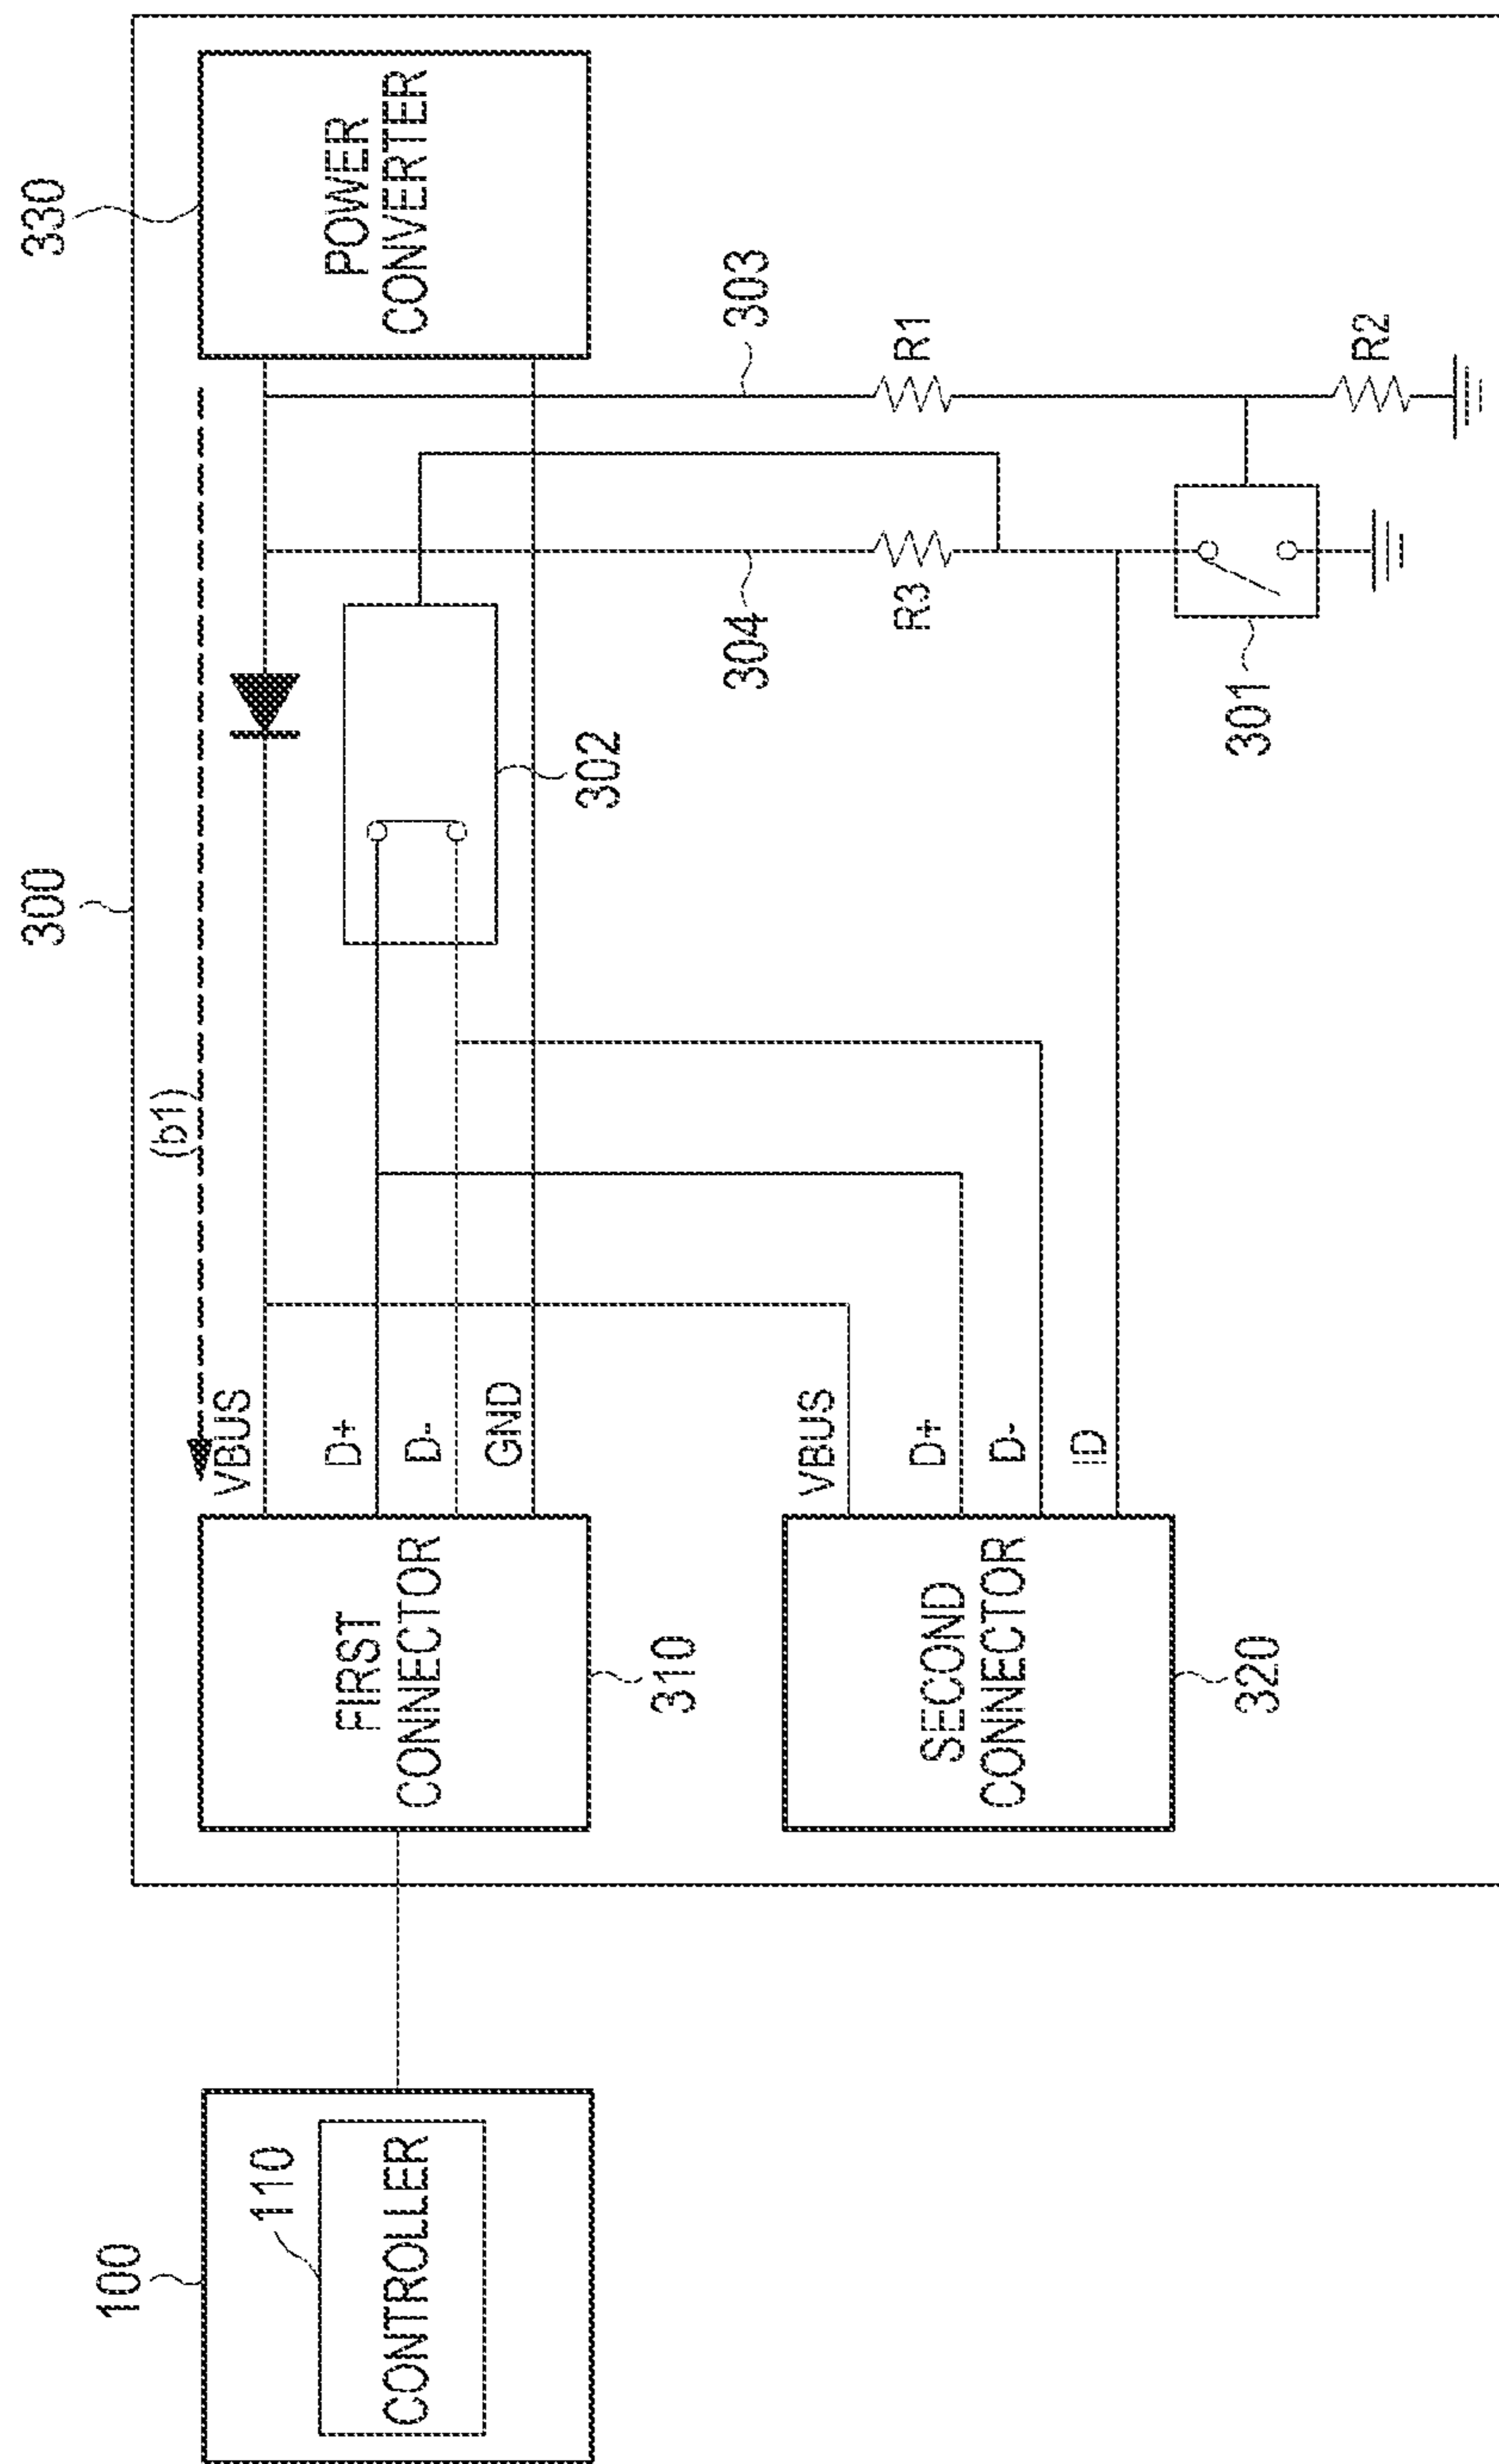 300
330
100
110
CONTROLLER
FIRST
CONNECTOR
310
VBUS
D+
D-
GND
(b1)
302
POWER
CONVERTER
303
304
R1
R3
R2
301
SECOND
CONNECTOR
320
VBUS
D+
D-
ID